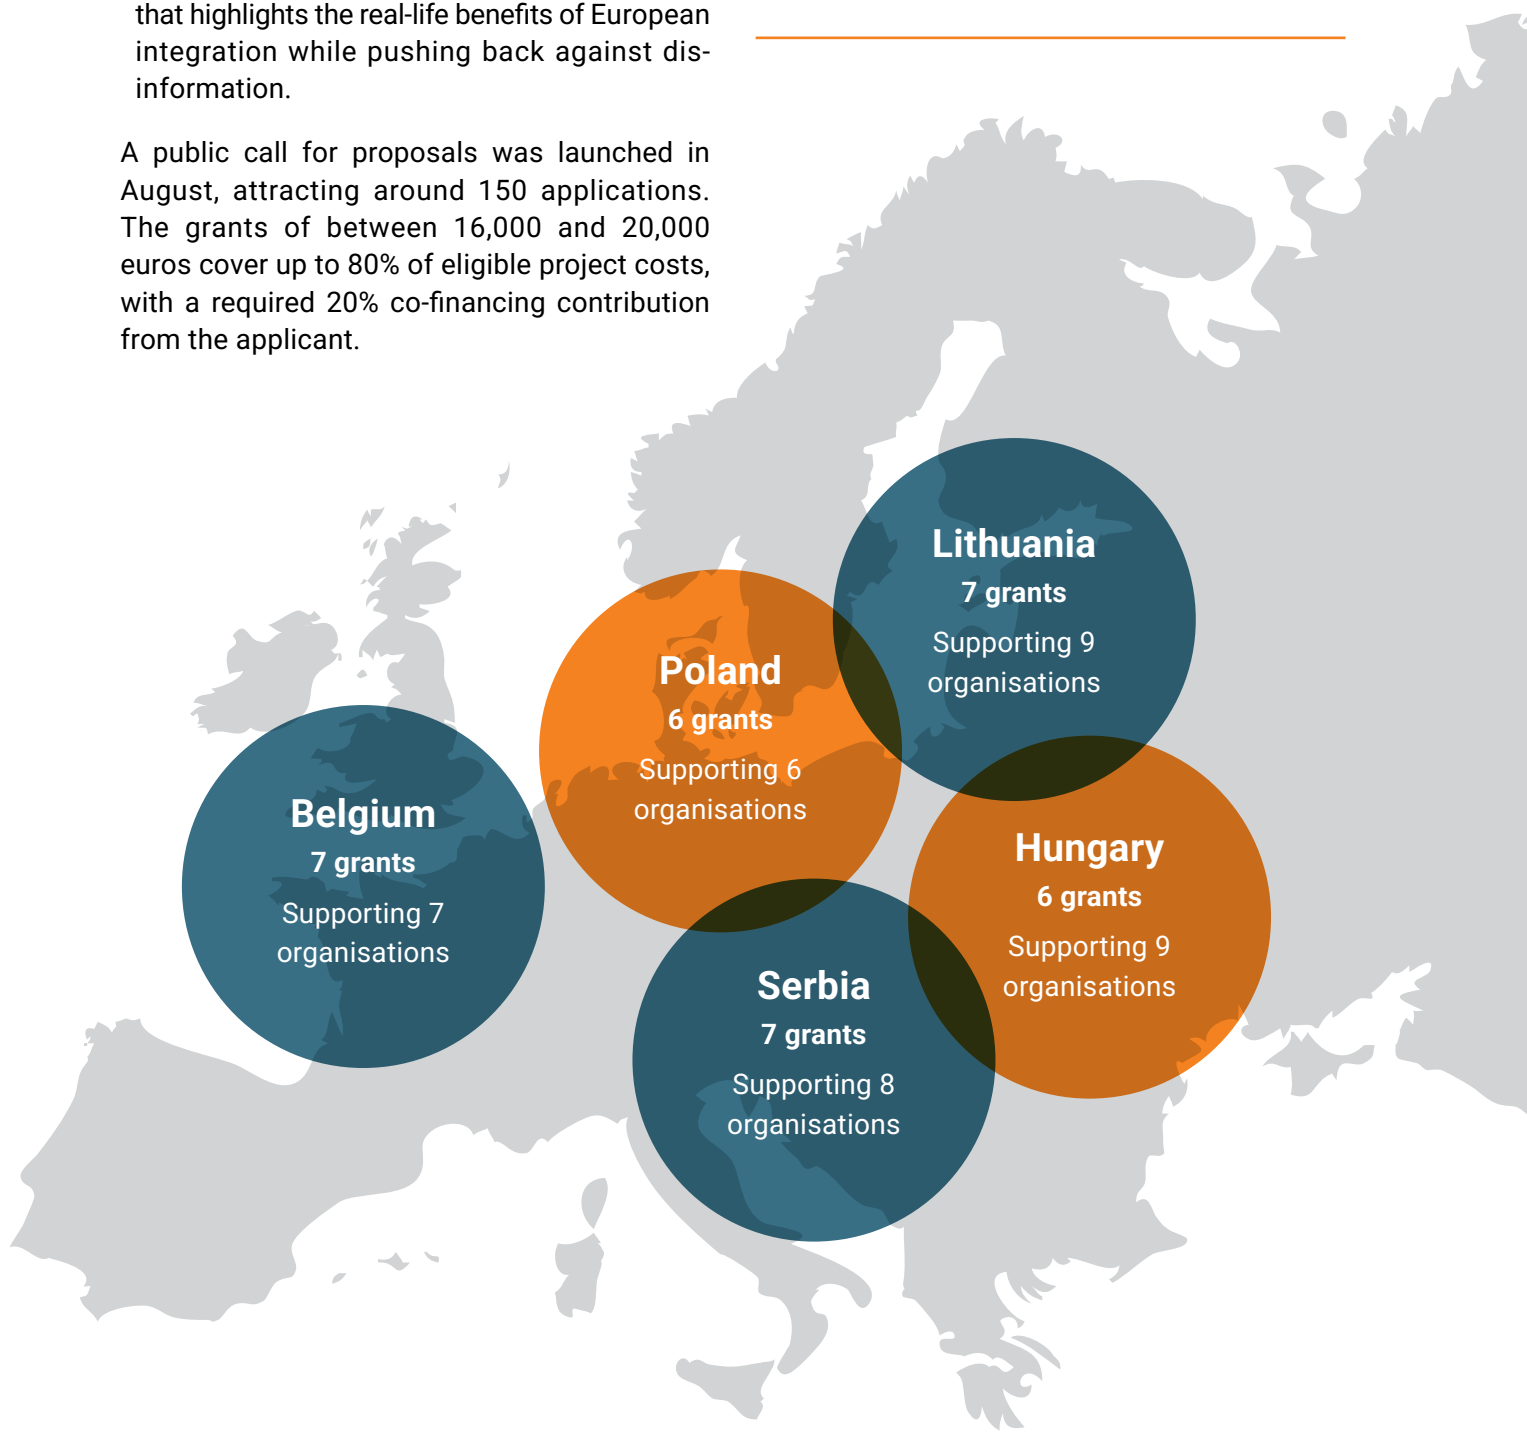 that highlights the real-life benefits of European
integration while pushing back against dis-
information.
A public call for proposals was launched in
August, attracting around 150 applications.
The grants of between 16,000 and 20,000
euros cover up to 80% of eligible project costs,
with a required 20% co-financing contribution
from the applicant.
Lithuania
7 grants
Supporting 9
organisations
Poland
6 grants
Supporting 6
organisations
Belgium
7 grants
Supporting 7
organisations
Hungary
6 grants
Supporting 9
organisations
Serbia
7 grants
Supporting 8
organisations